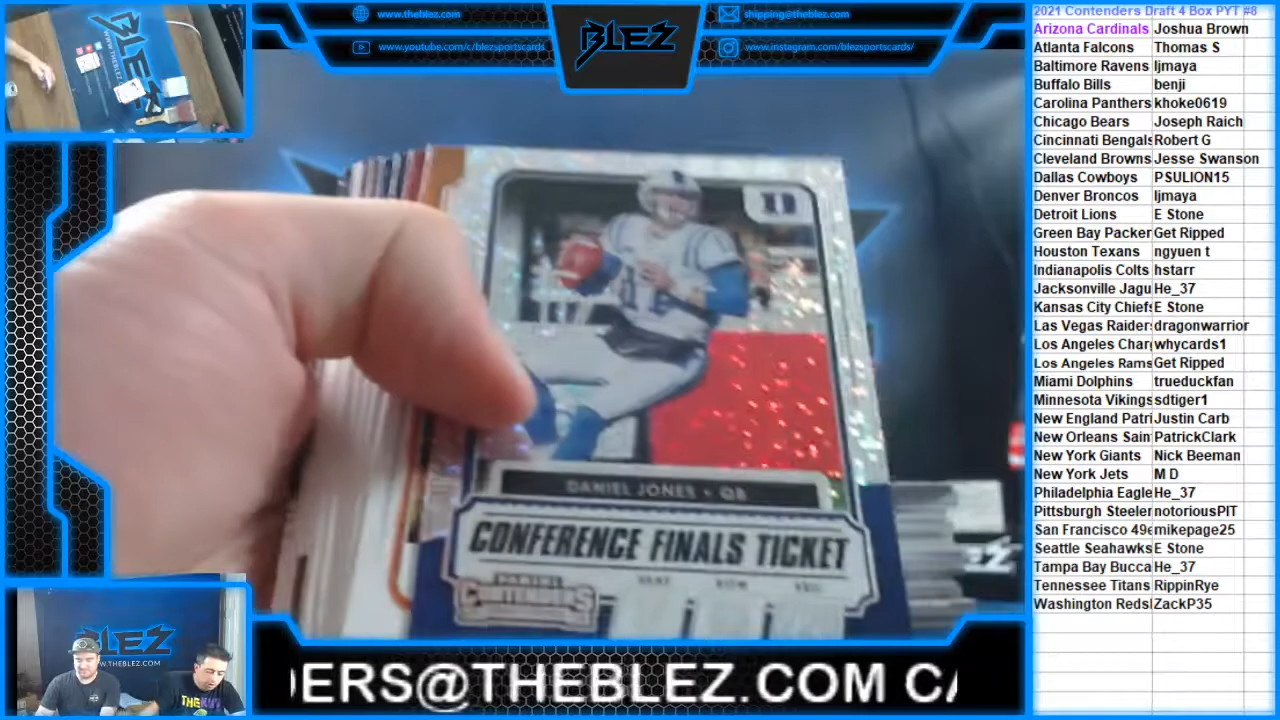 www.theblez.com
www.youtube.com/c/blezsportscards
BLEZ
shipping@theblez.com
www.instagram.com/blezsportscards/
2021 Contenders Draft 4 Box PYT #8
Arizona Cardinals Joshua Brown
Atlanta Falcons Thomas S
Baltimore Ravens ljmaya
Buffalo Bills benji
Carolina Panthers khoke0619
Chicago Bears Joseph Raich
Cincinnati Bengals Robert G
Cleveland Browns Jesse Swanson
Dallas Cowboys PSULION15
Denver Broncos ljmaya
Detroit Lions E Stone
Green Bay Packer Get Ripped
Houston Texans ngyuen t
Indianapolis Colts hstarr
Jacksonville Jagu He_37
Kansas City Chiefs E Stone
Las Vegas Raiders dragonwarrior
Los Angeles Charg whycards1
Los Angeles Rams Get Ripped
Miami Dolphins trueduckfan
Minnesota Vikings sdtiger1
New England Patri Justin Carb
New Orleans Sain PatrickClark
New York Giants Nick Beeman
New York Jets M D
Philadelphia Eagle He_37
Pittsburgh Steeler notoriousPIT
San Francisco 49e mikepage25
Seattle Seahawks E Stone
Tampa Bay Bucca He_37
Tennessee Titans RippinRye
Washington Reds ZackP35
DANIEL JONES • QB
CONFERENCE FINALS TICKET
PANINI
CONTENDERS
BLEZ
WWW.THEBLEZ.COM
DERS@THEBLEZ.COM CA